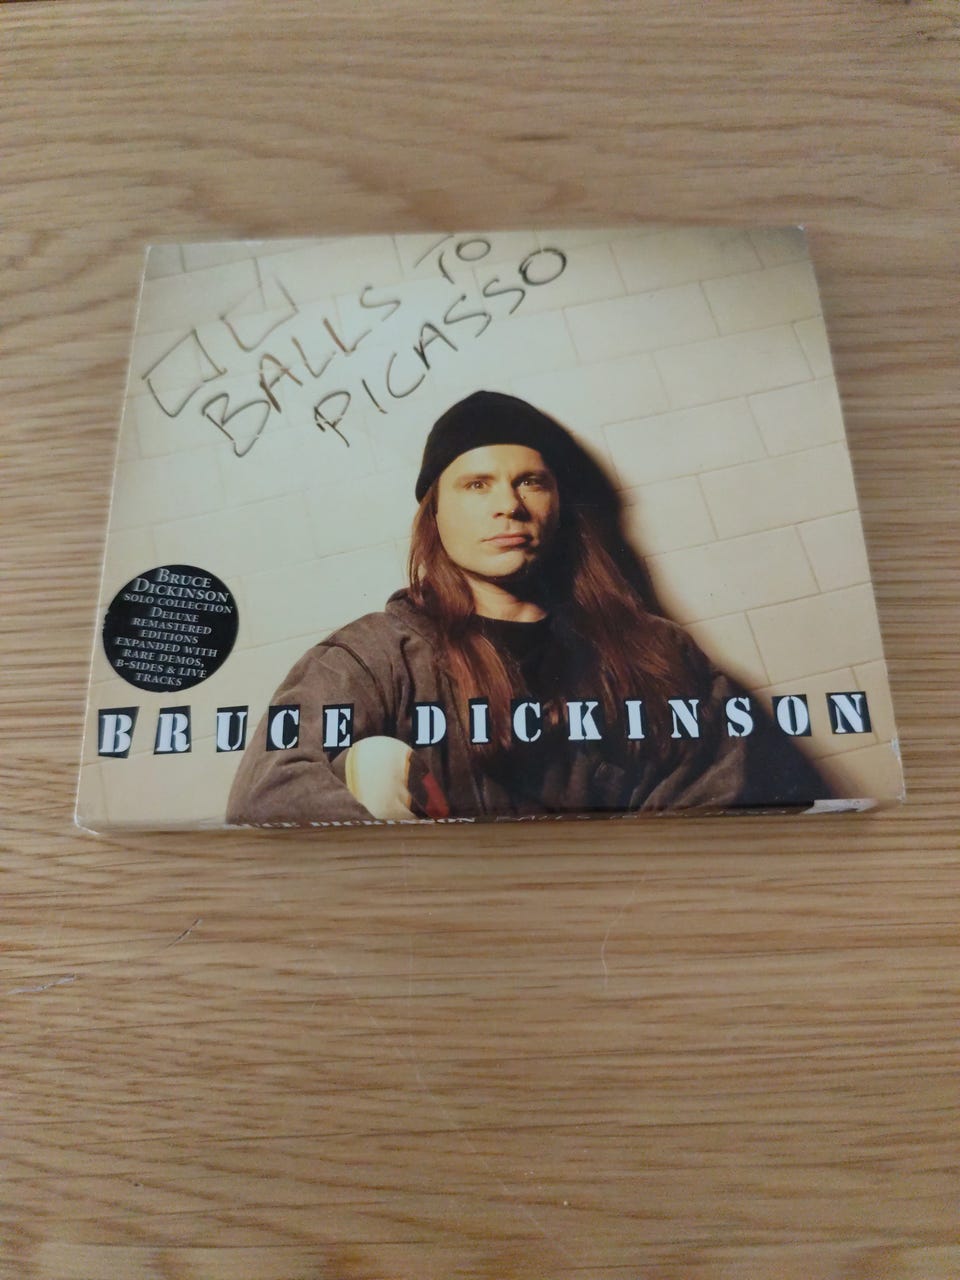 BALLS TO
PICASSO
BRUCE
DICKINSON
SOLO COLLECTION
DELUXE
REMASTERED
EDITIONS
EXPANDED WITH
RARE DEMOS,
B-SIDES & LIVE
TRACKS
BRUCE DICKINSON
DICKINSON